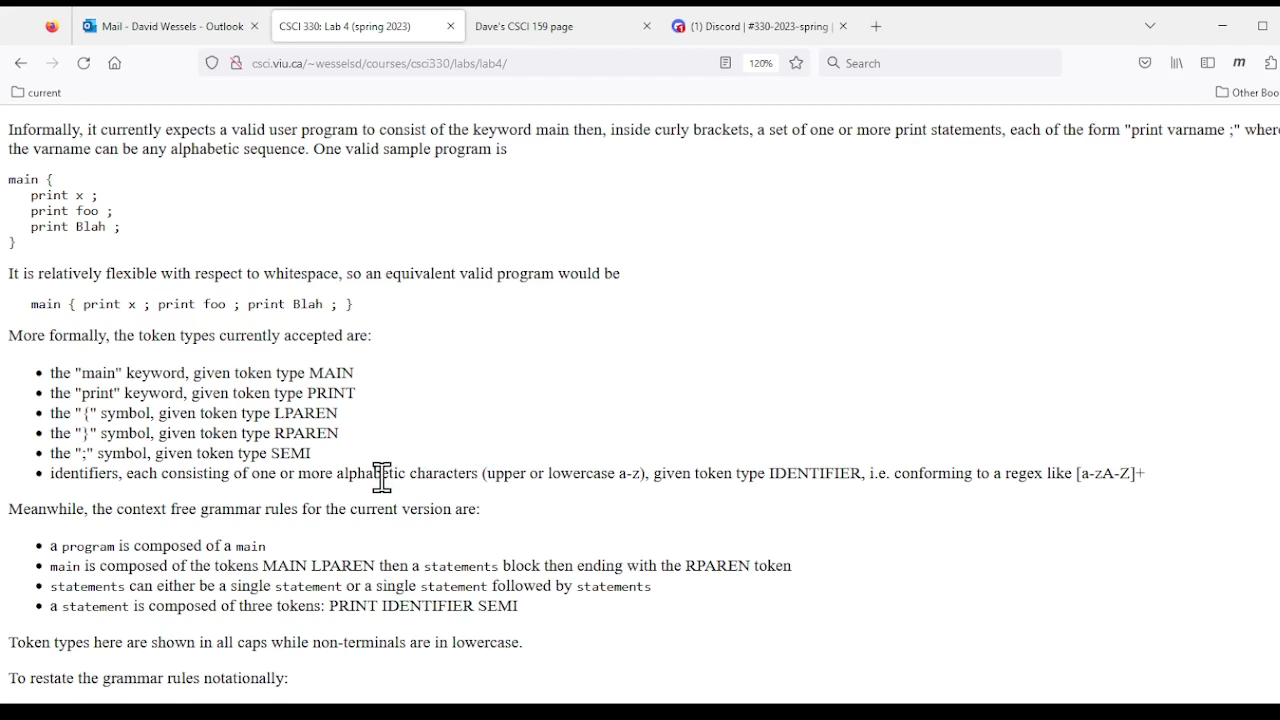 Mail - David Wessels - Outlook
CSCI 330: Lab 4 (spring 2023)
Dave's CSCI 159 page
(1) Discord | #330-2023-spring |
csci.viu.ca/~wesselsd/courses/csci330/labs/lab4/
120%
Search
current
Other Boo
Informally, it currently expects a valid user program to consist of the keyword main then, inside curly brackets, a set of one or more print statements, each of the form "print varname ;" wher
the varname can be any alphabetic sequence. One valid sample program is
main {
print x ;
print foo ;
print Blah ;
}
It is relatively flexible with respect to whitespace, so an equivalent valid program would be
main { print x ; print foo ; print Blah ; }
More formally, the token types currently accepted are:
• the "main" keyword, given token type MAIN
• the "print" keyword, given token type PRINT
• the "{" symbol, given token type LPAREN
• the "}" symbol, given token type RPAREN
• the ";" symbol, given token type SEMI
• identifiers, each consisting of one or more alphabetic characters (upper or lowercase a-z), given token type IDENTIFIER, i.e. conforming to a regex like [a-zA-Z]+
Meanwhile, the context free grammar rules for the current version are:
• a program is composed of a main
• main is composed of the tokens MAIN LPAREN then a statements block then ending with the RPAREN token
• statements can either be a single statement or a single statement followed by statements
• a statement is composed of three tokens: PRINT IDENTIFIER SEMI
Token types here are shown in all caps while non-terminals are in lowercase.
To restate the grammar rules notationally: